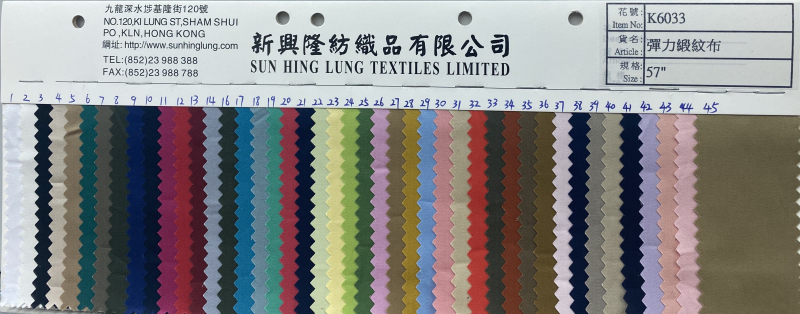 九龍深水埗基隆街120號
NO.120,KI LUNG ST,SHAM SHUI
PO ,KLN,HONG KONG
網址: http://www.sunhinglung.com
TEL:(852)23 988 388
FAX:(852)23 988 788
新興隆紡織品有限公司
SUN HING LUNG TEXTILES LIMITED
花號: Item No: K6033
貨名: Article: 彈力緞紋布
規格: Size: 57"
1 2 3 4 5 6 7 8 9 10 11 12 13 14 16 17 18 19 20 21 22 23 24 25 26 27 28 29 30 31 32 33 34 35 36 37 38 39 40 41 42 43 44 45